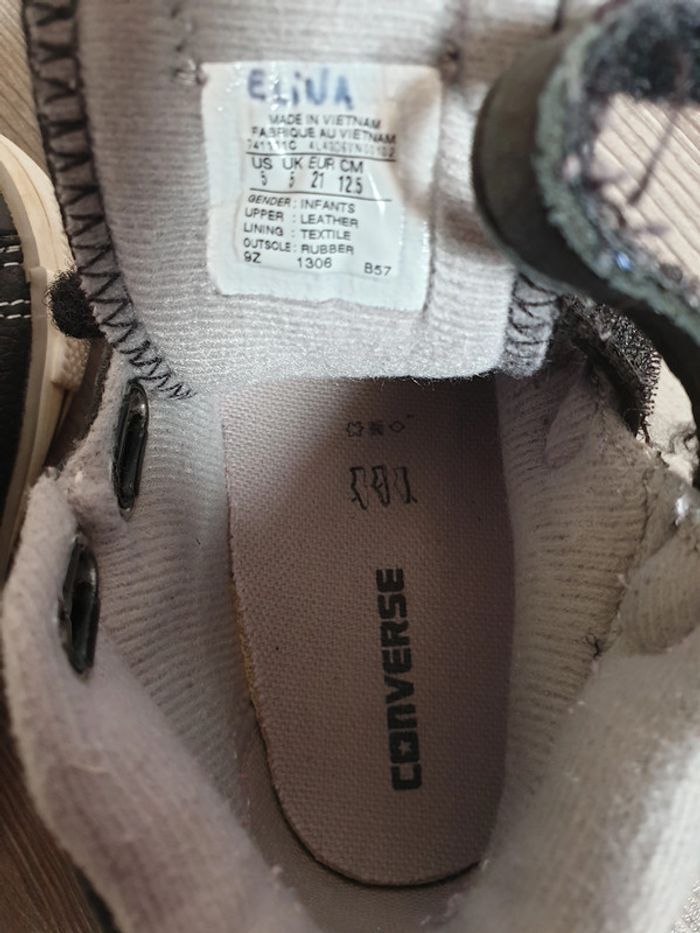 ELiVA
MADE IN VIETNAM
FABRIQUE AU VIETNAM
US UK EUR CM
5 5 21 12.5
GENDER : INFANTS
UPPER : LEATHER
LINING : TEXTILE
OUTSOLE : RUBBER
9Z 1306 B57
CONVERSE